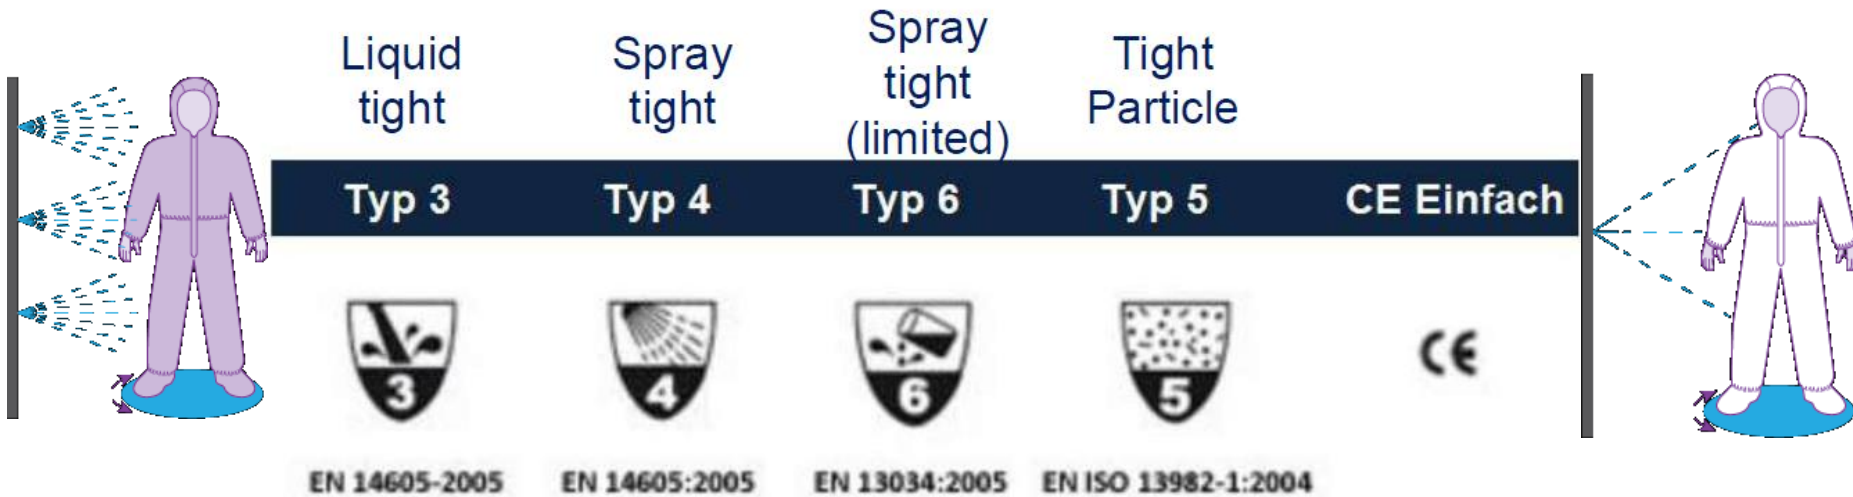 Liquid
tight
Spray
tight
Spray
tight
(limited)
Tight
Particle
Typ 3
Typ 4
Typ 6
Typ 5
CE Einfach
3
4
6
5
CE
EN 14605-2005
EN 14605:2005
EN 13034:2005
EN ISO 13982-1:2004